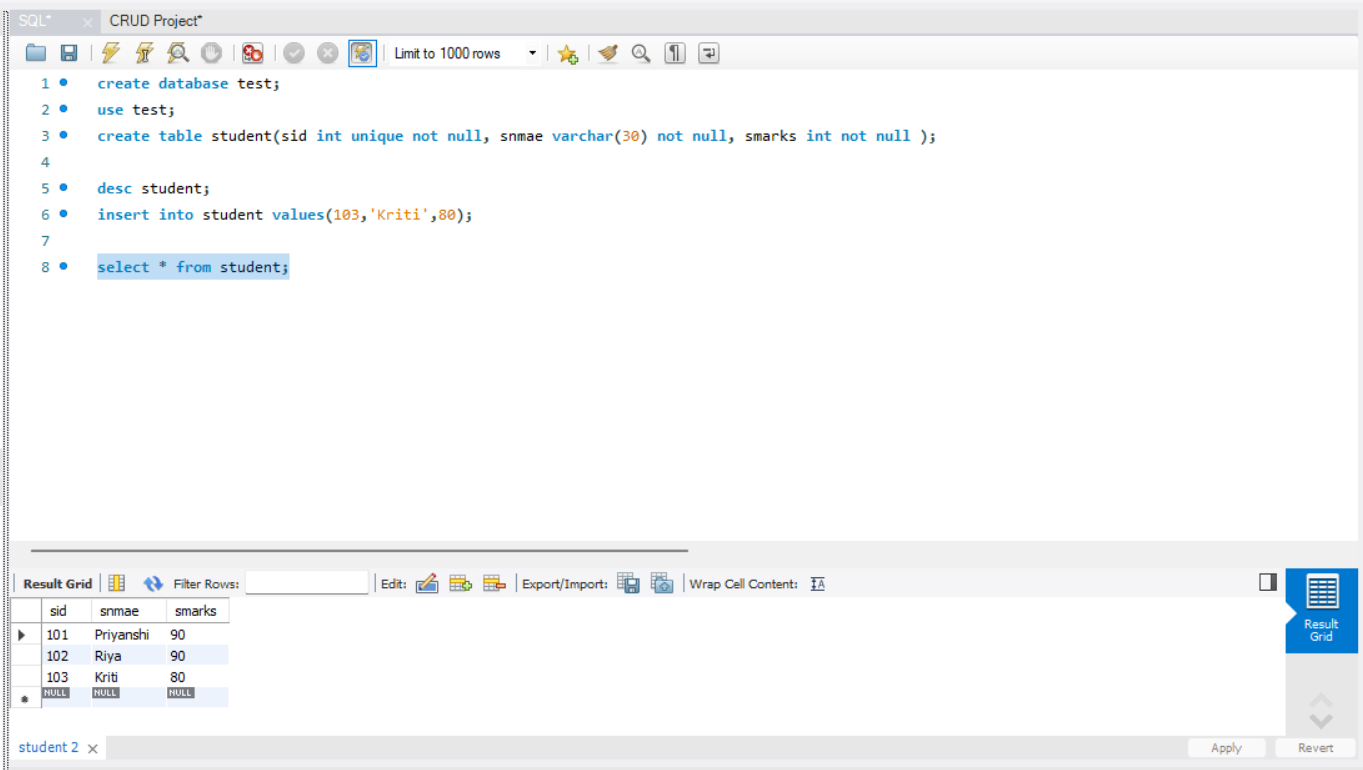 SQL* × CRUD Project*
Limit to 1000 rows
1 create database test;
2 use test;
3 create table student(sid int unique not null, snmae varchar(30) not null, smarks int not null );
4
5 desc student;
6 insert into student values(103,'Kriti',80);
7
8 select * from student;
Result Grid Filter Rows: Edit: Export/Import: Wrap Cell Content: IA
sid snmae smarks
101 Priyanshi 90
102 Riya 90
103 Kriti 80
NULL NULL NULL
Result
Grid
student 2 × Apply Revert